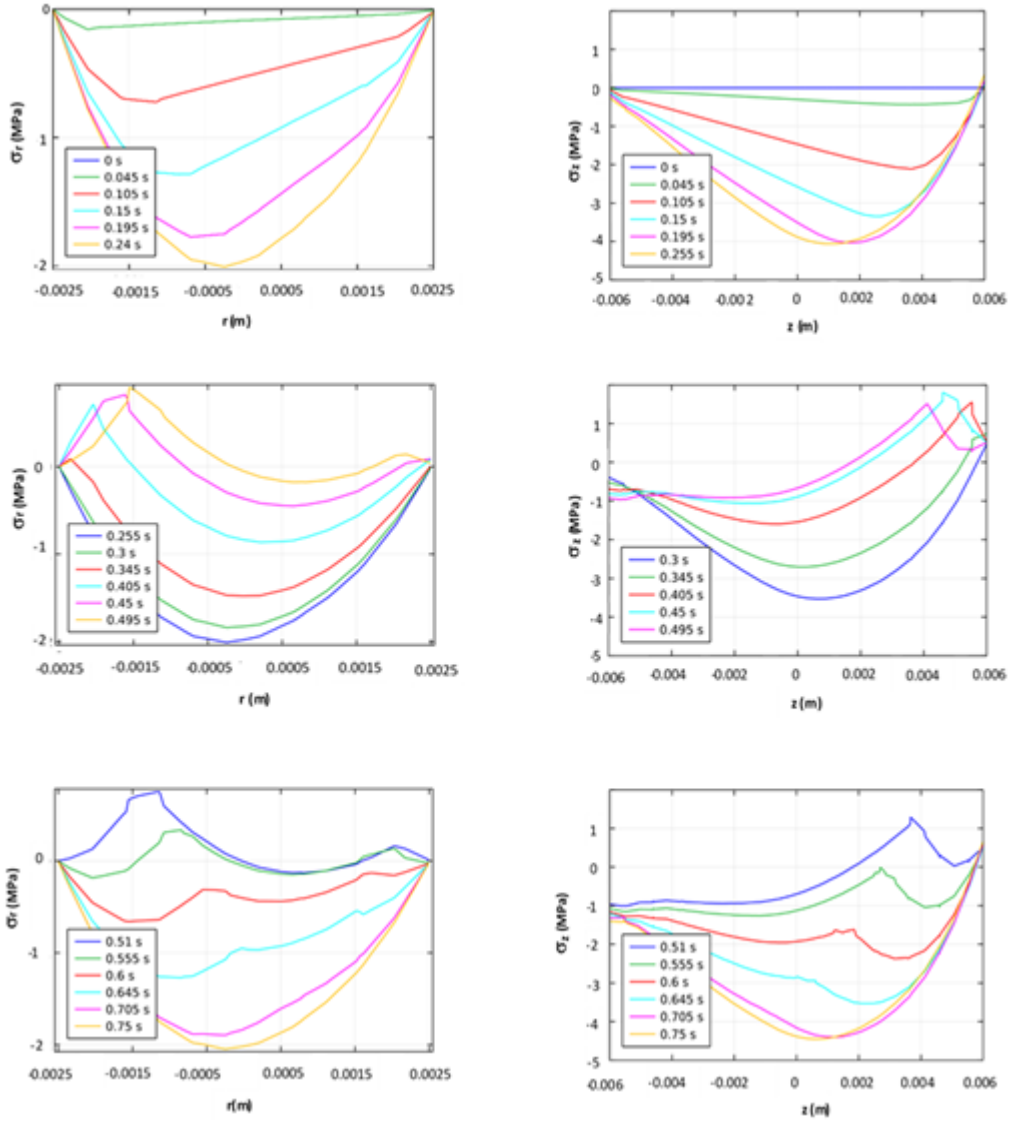 0
1
-2
σr (MPa)
0 s
0.045 s
0.105 s
0.15 s
0.195 s
0.24 s
-0.0025 -0.0015 -0.0005 0.0005 0.0015 0.0025
r (m)
2
1
0
-1
-2
-3
-4
-5
σz (MPa)
0 s
0.045 s
0.105 s
0.15 s
0.195 s
0.255 s
-0.006 -0.004 -0.002 0 0.002 0.004 0.006
z (m)
0
-1
-2
σr (MPa)
0.255 s
0.3 s
0.345 s
0.405 s
0.45 s
0.495 s
-0.0025 -0.0015 -0.0005 0.0005 0.0015 0.0025
r (m)
1
0
-1
-2
-3
-4
-5
σz (MPa)
0.3 s
0.345 s
0.405 s
0.45 s
0.495 s
-0.006 -0.004 -0.002 0 0.002 0.004 0.006
z (m)
0
-1
-2
σr (MPa)
0.51 s
0.555 s
0.6 s
0.645 s
0.705 s
0.75 s
-0.0025 -0.0015 -0.0005 0.0005 0.0015 0.0025
r(m)
1
0
-1
-2
-3
-4
-5
σz (MPa)
0.51 s
0.555 s
0.6 s
0.645 s
0.705 s
0.75 s
-0.006 -0.004 -0.002 0 0.002 0.004 0.006
z (m)